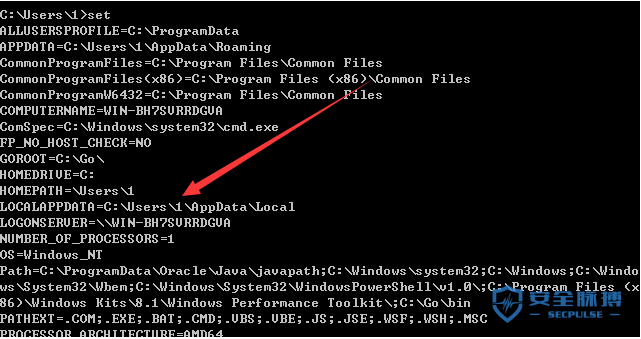 C:\Users\1>set
ALLUSERSPROFILE=C:\ProgramData
APPDATA=C:\Users\1\AppData\Roaming
CommonProgramFiles=C:\Program Files\Common Files
CommonProgramFiles(x86)=C:\Program Files (x86)\Common Files
CommonProgramW6432=C:\Program Files\Common Files
COMPUTERNAME=WIN-BH7SVRRDGVA
ComSpec=C:\Windows\system32\cmd.exe
FP_NO_HOST_CHECK=NO
GOROOT=C:\Go\
HOMEDRIVE=C:
HOMEPATH=\Users\1
LOCALAPPDATA=C:\Users\1\AppData\Local
LOGONSERVER=\\WIN-BH7SVRRDGVA
NUMBER_OF_PROCESSORS=1
OS=Windows_NT
Path=C:\ProgramData\Oracle\Java\javapath;C:\Windows\system32;C:\Windows;C:\Windo
ws\System32\Wbem;C:\Windows\System32\WindowsPowerShell\v1.0\;C:\Program Files (x
86)\Windows Kits\8.1\Windows Performance Toolkit\;C:\Go\bin
PATHEXT=.COM;.EXE;.BAT;.CMD;.VBS;.VBE;.JS;.JSE;.WSF;.WSH;.MSC
PROCESSOR_ARCHITECTURE=AMD64
安全脉搏
SECPULSE